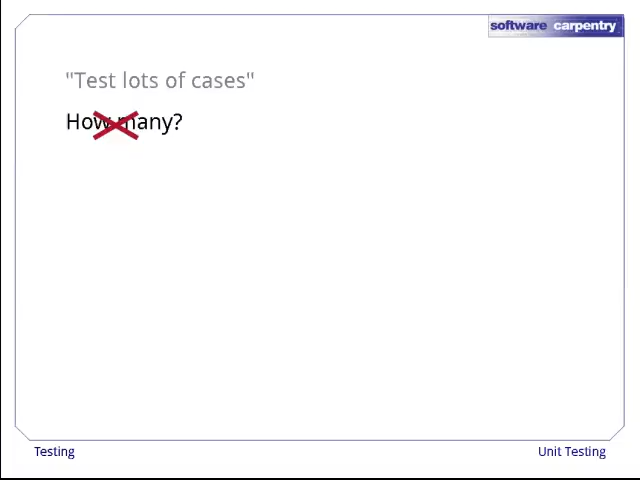 software carpentry
"Test lots of cases"
How many?
Testing
Unit Testing